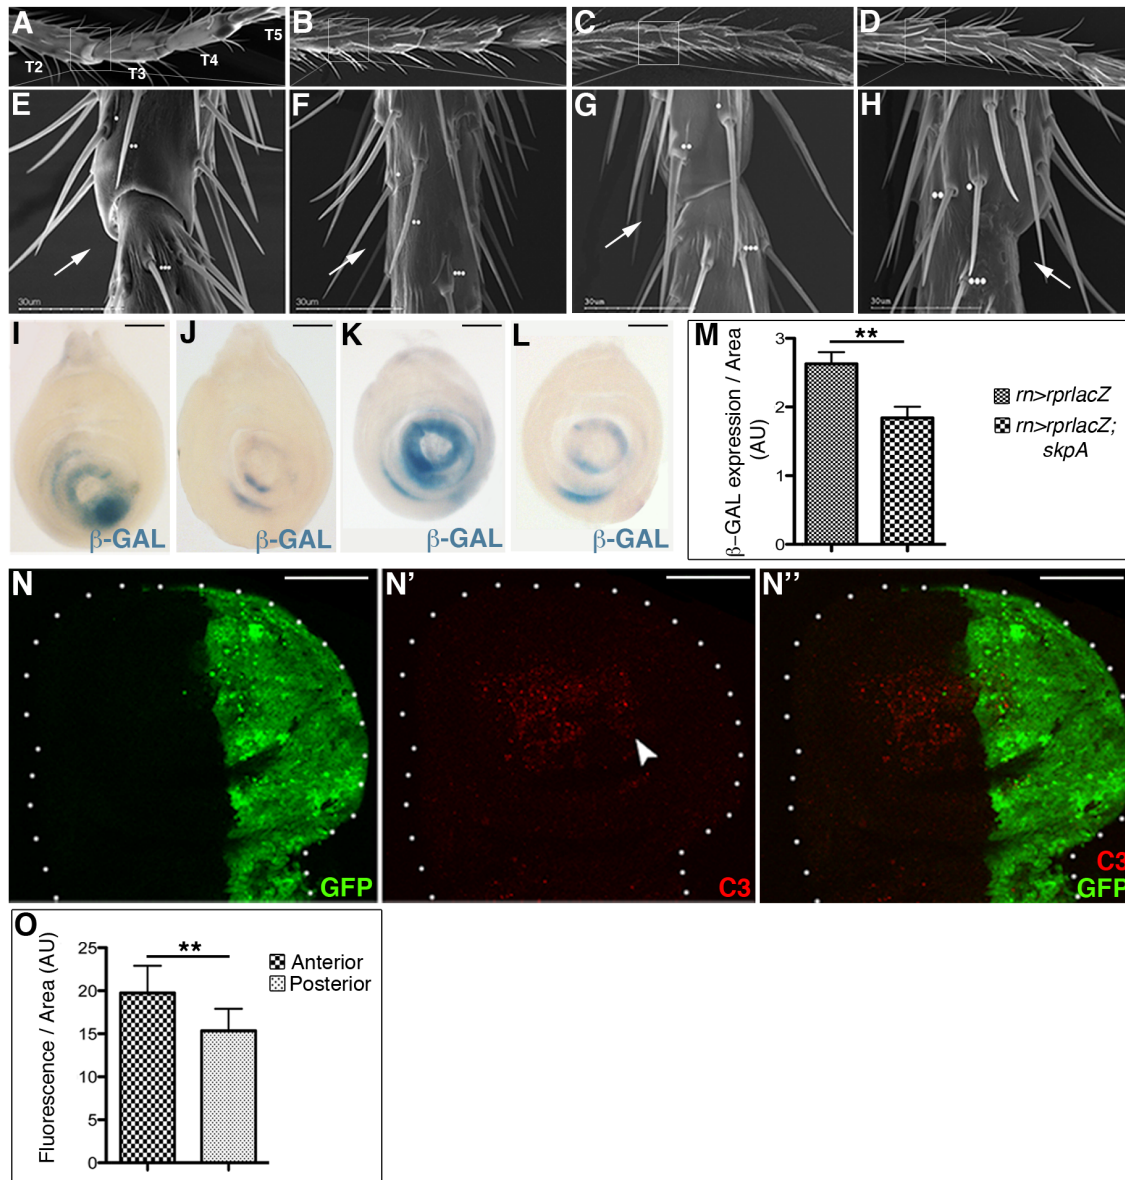 A B C D
T2 T3 T4 T5
E F G H
30um 30um 30um 30um
I J K L
β-GAL β-GAL β-GAL β-GAL
M
β-GAL expression / Area
(AU)
3
2
1
0
**
rn>rprlacZ
rn>rprlacZ;
skpA
N N' N''
GFP C3 C3
GFP
O
Fluorescence / Area (AU)
25
20
15
10
5
0
**
Anterior
Posterior